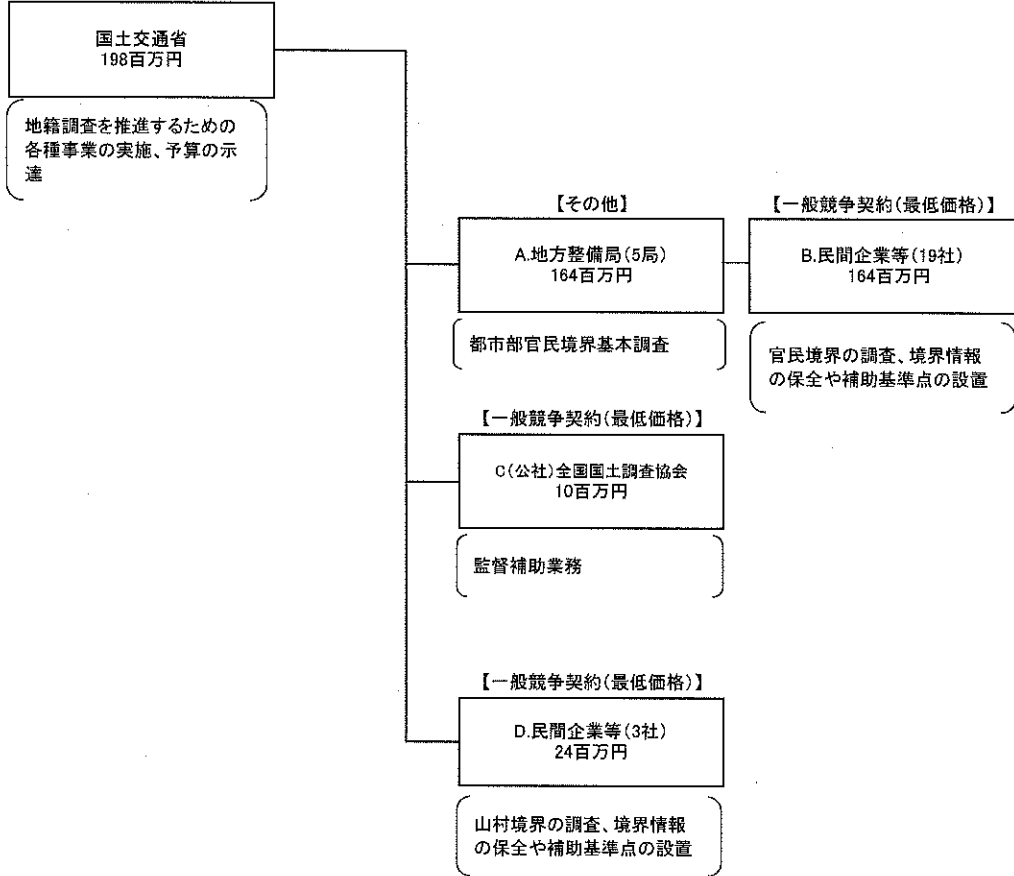 国土交通省
198百万円
地籍調査を推進するための
各種事業の実施、予算の示
達
【その他】
A.地方整備局(5局)
164百万円
都市部官民境界基本調査
【一般競争契約(最低価格)】
B.民間企業等(19社)
164百万円
官民境界の調査、境界情報
の保全や補助基準点の設置
【一般競争契約(最低価格)】
C(公社)全国国土調査協会
10百万円
監督補助業務
【一般競争契約(最低価格)】
D.民間企業等(3社)
24百万円
山村境界の調査、境界情報
の保全や補助基準点の設置